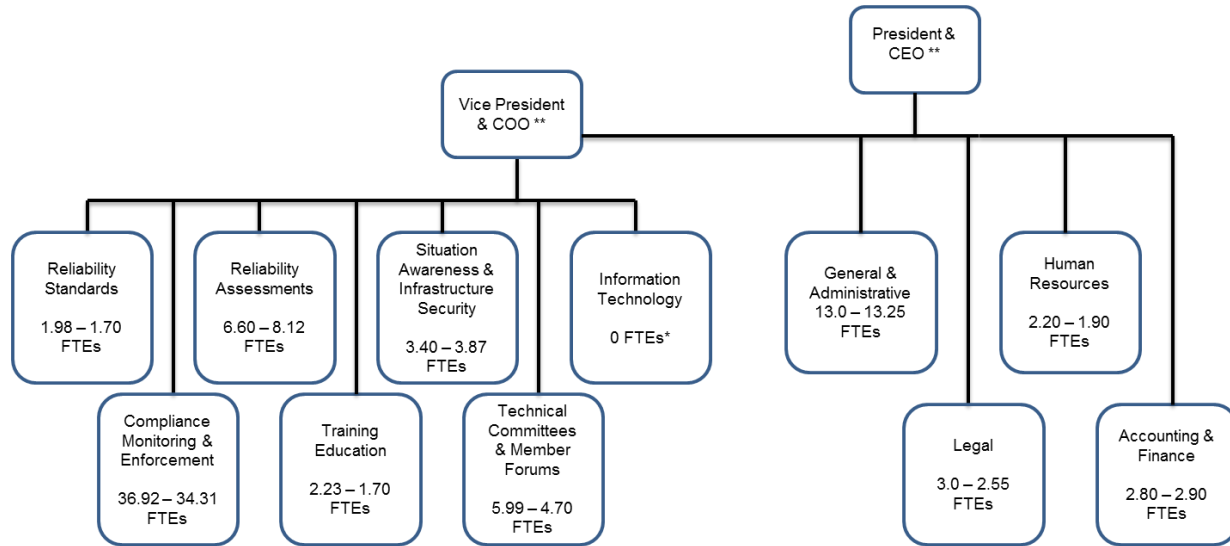 President &
CEO **
Vice President
& COO **
Reliability
Standards
1.98 – 1.70
FTEs
Reliability
Assessments
6.60 – 8.12
FTEs
Situation
Awareness &
Infrastructure
Security
3.40 – 3.87
FTEs
Information
Technology
0 FTEs*
General &
Administrative
13.0 – 13.25
FTEs
Human
Resources
2.20 – 1.90
FTEs
Compliance
Monitoring &
Enforcement
36.92 – 34.31
FTEs
Training
Education
2.23 – 1.70
FTEs
Technical
Committees
& Member
Forums
5.99 – 4.70
FTEs
Legal
3.0 – 2.55
FTEs
Accounting &
Finance
2.80 – 2.90
FTEs